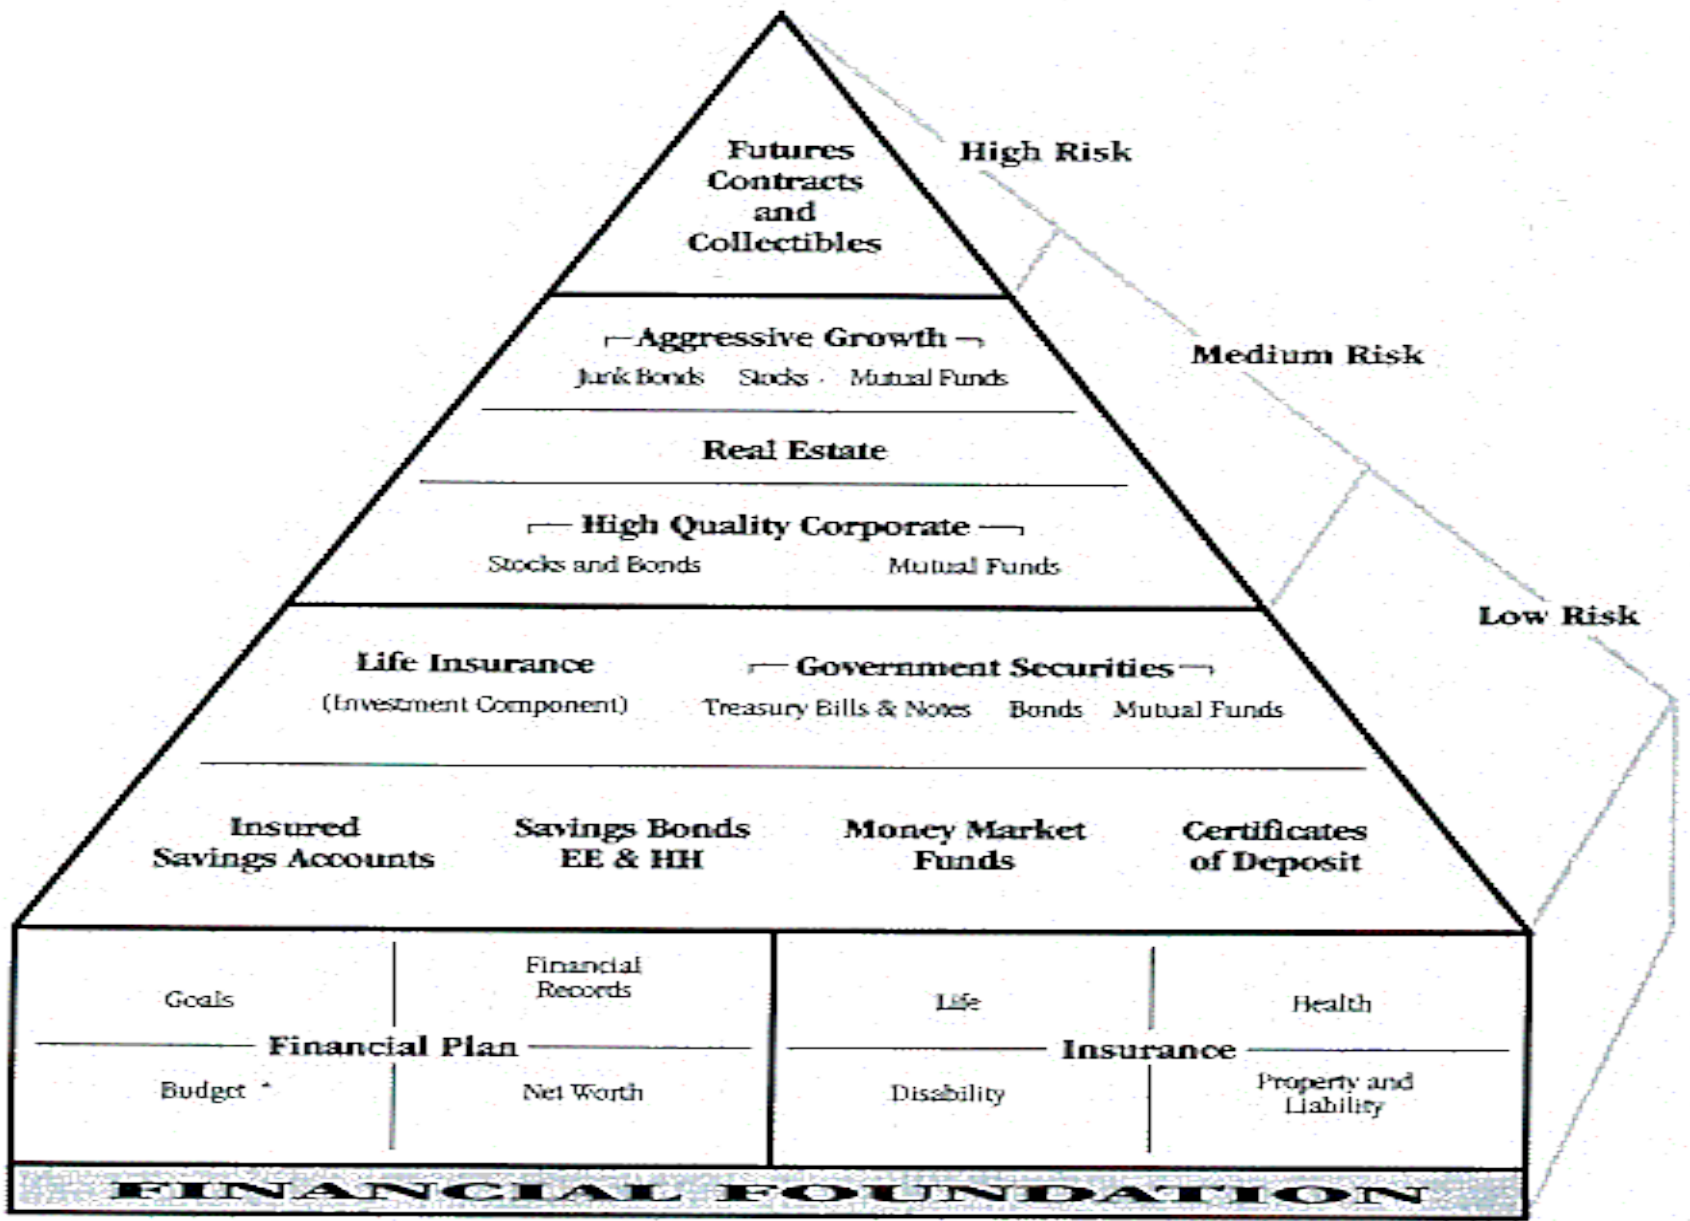 Futures
Contracts
and
Collectibles
High Risk
Aggressive Growth
Junk Bonds Stocks Mutual Funds
Medium Risk
Real Estate
High Quality Corporate
Stocks and Bonds Mutual Funds
Low Risk
Life Insurance Government Securities
(Investment Component) Treasury Bills & Notes Bonds Mutual Funds
Insured Savings Bonds Money Market Certificates
Savings Accounts EE & HH Funds of Deposit
Financial
Records
Goals Life Health
Financial Plan Insurance
Budget Net Worth Disability Property and
Liability
FINANCIAL FOUNDATION